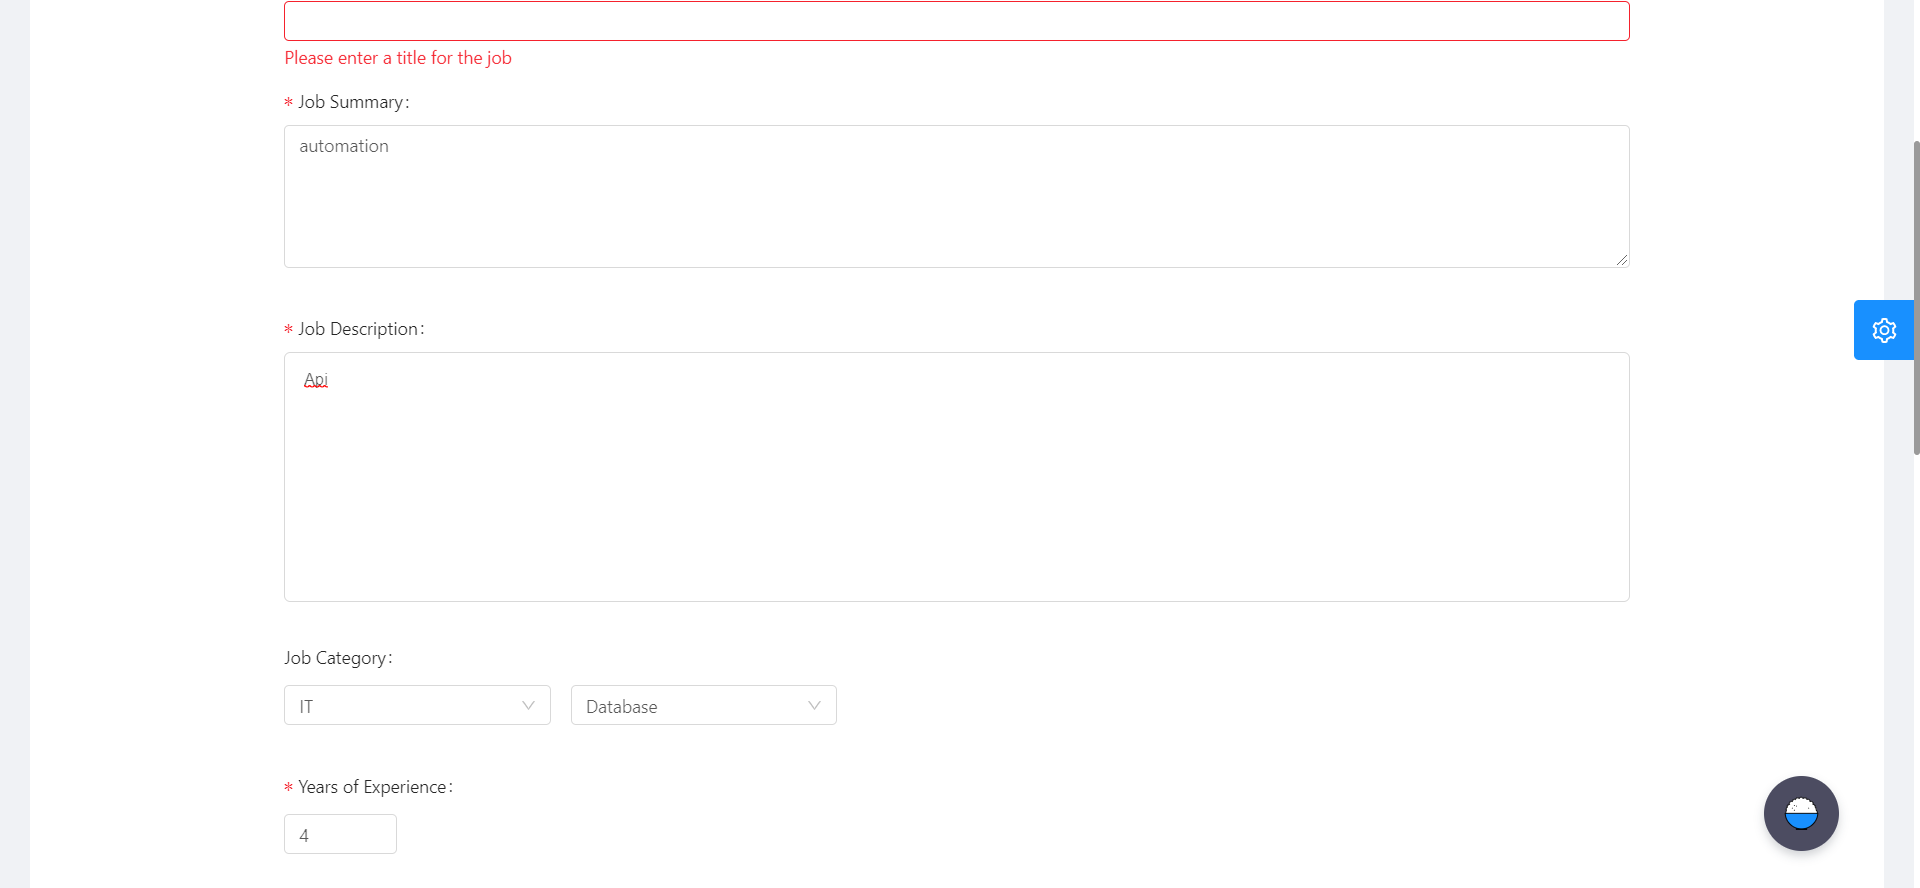 Please enter a title for the job
* Job Summary:
automation
* Job Description:
Api
Job Category:
IT
Database
* Years of Experience:
4